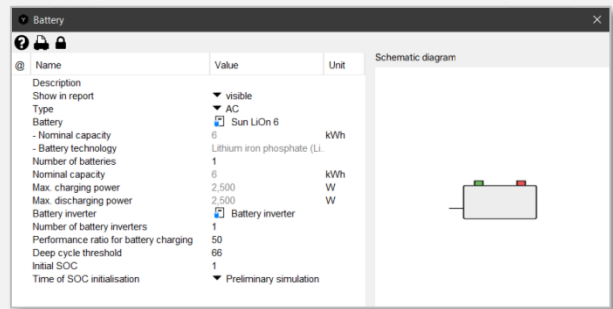 Battery
@ Name Value Unit
Schematic diagram
Description
Show in report visible
Type AC
Battery Sun LiOn 6
- Nominal capacity 6 kWh
- Battery technology Lithium iron phosphate (Li..
Number of batteries 1
Nominal capacity 6 kWh
Max. charging power 2,500 W
Max. discharging power 2,500 W
Battery inverter Battery inverter
Number of battery inverters 1
Performance ratio for battery charging 50
Deep cycle threshold 66
Initial SOC 1
Time of SOC initialisation Preliminary simulation